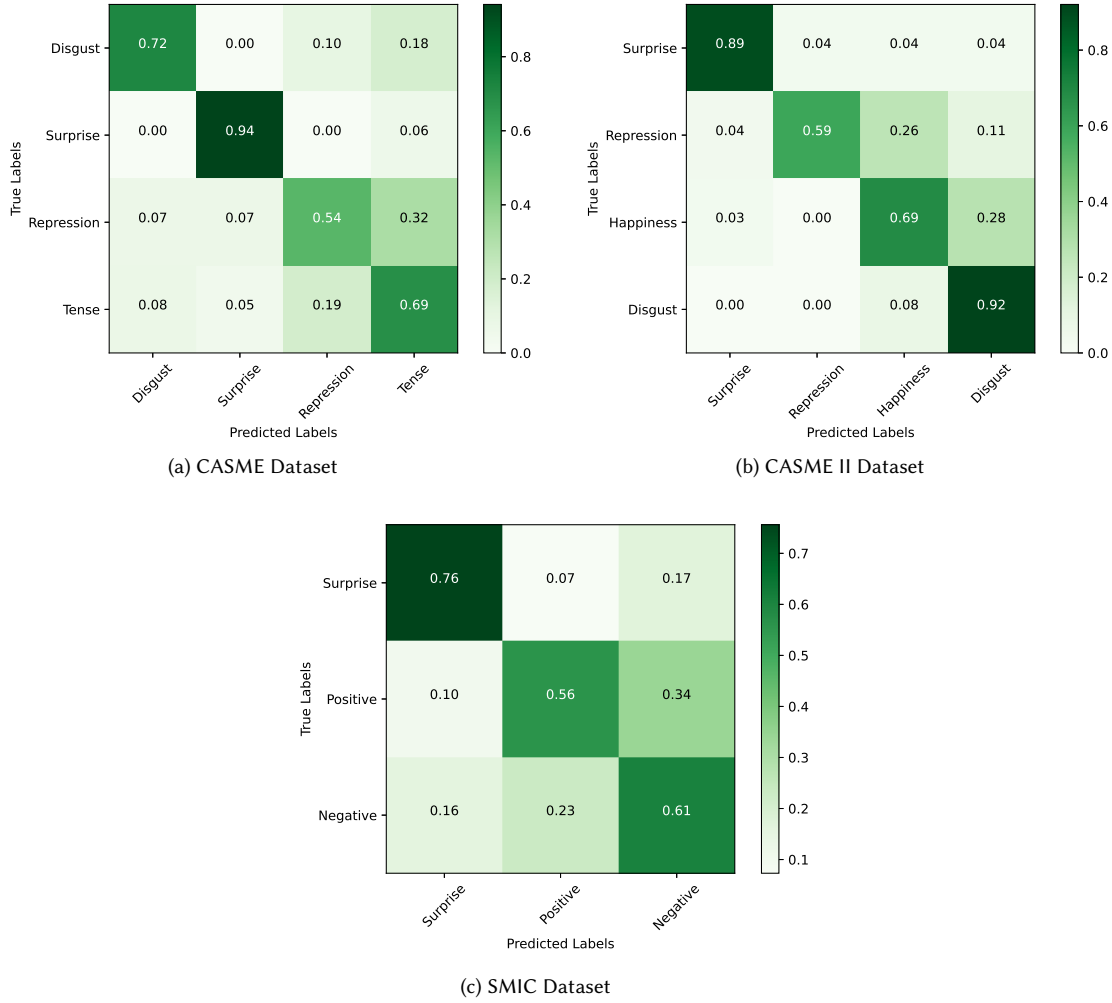 Disgust 0.72 0.00 0.10 0.18
Surprise 0.00 0.94 0.00 0.06
Repression 0.07 0.07 0.54 0.32
Tense 0.08 0.05 0.19 0.69
True Labels
Disgust Surprise Repression Tense
Predicted Labels
0.8
0.6
0.4
0.2
0.0
(a) CASME Dataset
Surprise 0.89 0.04 0.04 0.04
Repression 0.04 0.59 0.26 0.11
Happiness 0.03 0.00 0.69 0.28
Disgust 0.00 0.00 0.08 0.92
True Labels
Surprise Repression Happiness Disgust
Predicted Labels
0.8
0.6
0.4
0.2
0.0
(b) CASME II Dataset
Surprise 0.76 0.07 0.17
Positive 0.10 0.56 0.34
Negative 0.16 0.23 0.61
True Labels
Surprise Positive Negative
Predicted Labels
0.7
0.6
0.5
0.4
0.3
0.2
0.1
(c) SMIC Dataset